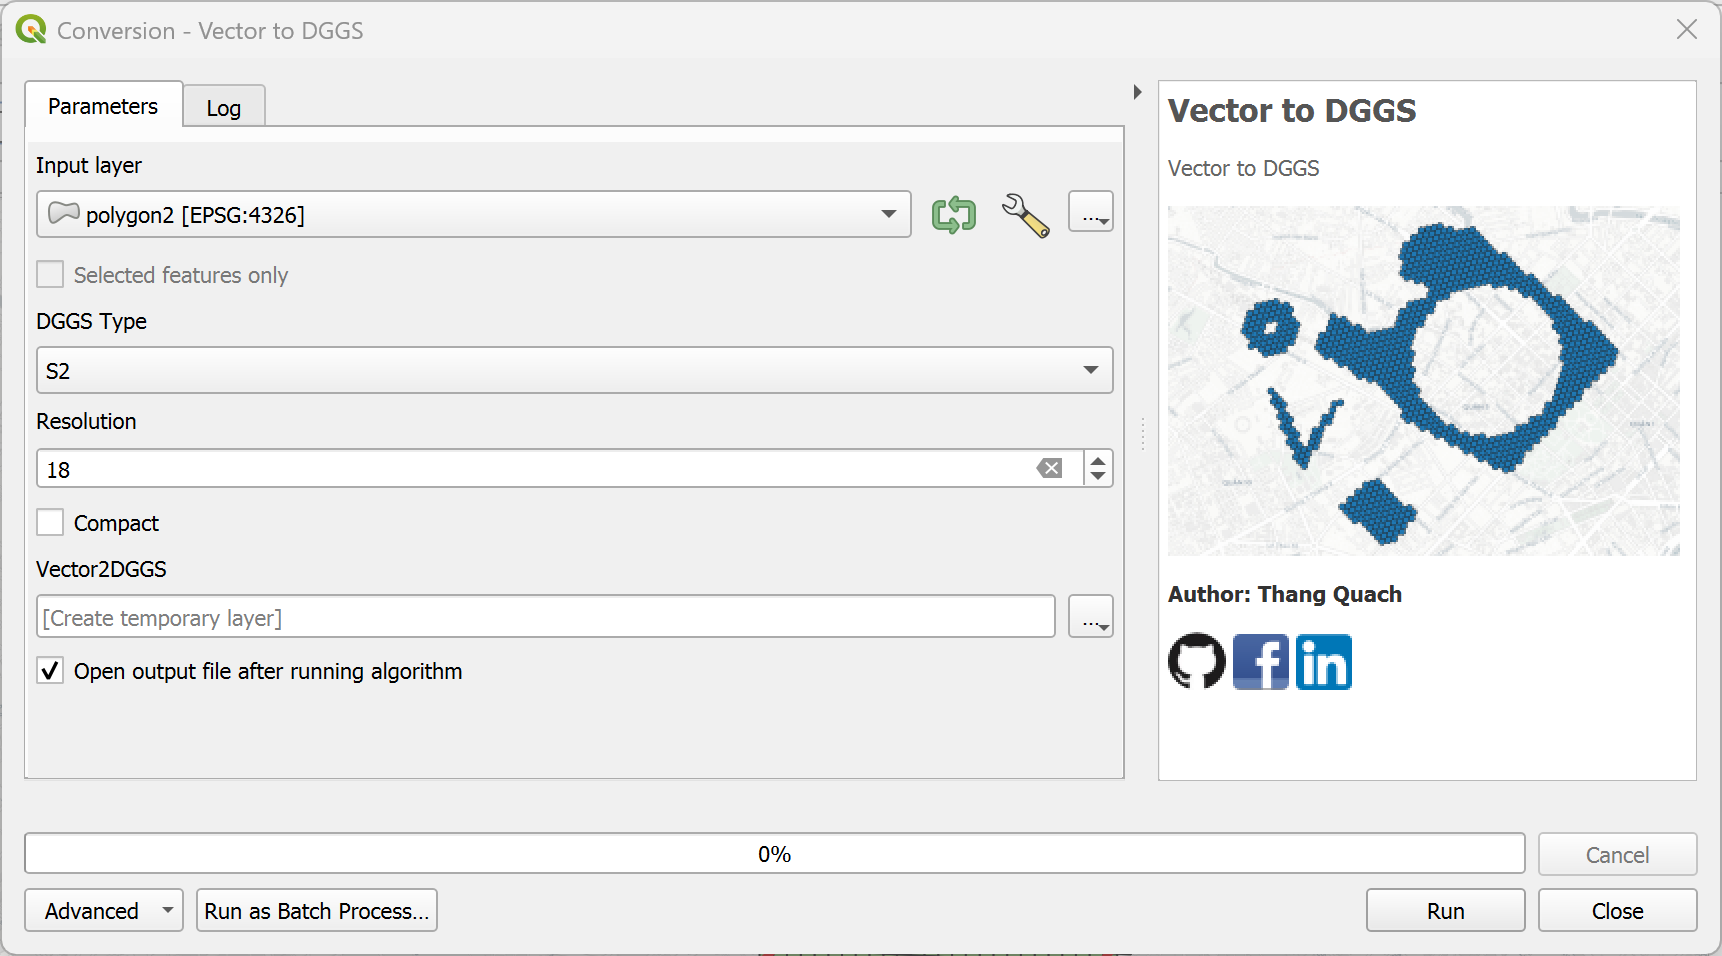 Conversion - Vector to DGGS
Parameters
Log
Input layer
polygon2 [EPSG:4326]
...
Selected features only
DGGS Type
S2
Resolution
18
Compact
Vector2DGGS
[Create temporary layer]
...
Open output file after running algorithm
Vector to DGGS
Vector to DGGS
Author: Thang Quach
f
in
0%
Cancel
Advanced
Run as Batch Process...
Run
Close